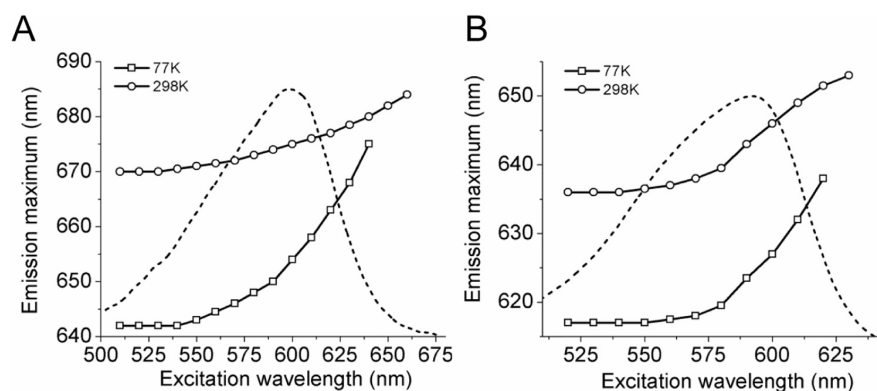 A
B
77K
298K
77K
298K
Emission maximum (nm)
690
680
670
660
650
640
500 525 550 575 600 625 650 675
Excitation wavelength (nm)
Emission maximum (nm)
650
640
630
620
525 550 575 600 625
Excitation wavelength (nm)